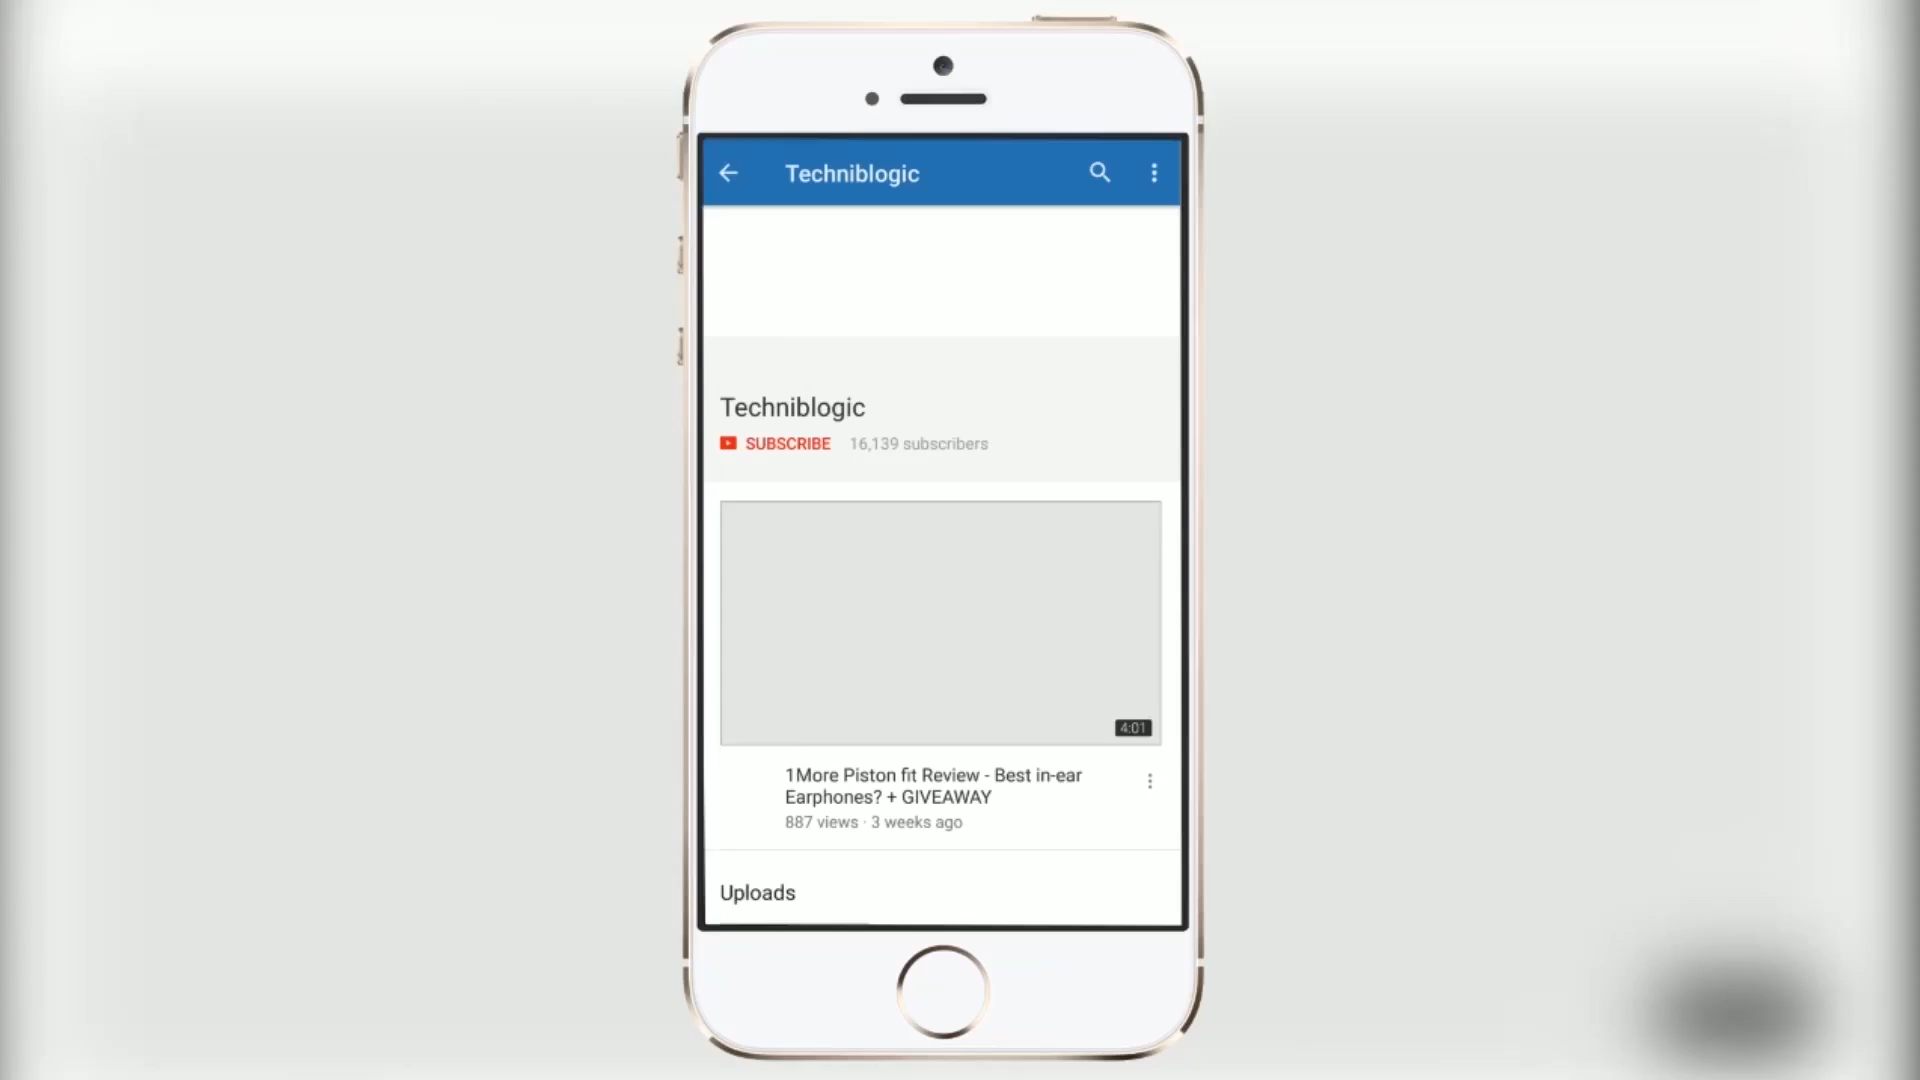 Techniblogic
Techniblogic
SUBSCRIBE 16,139 subscribers
4:01
1More Piston fit Review - Best in-ear
Earphones? + GIVEAWAY
887 views · 3 weeks ago
Uploads